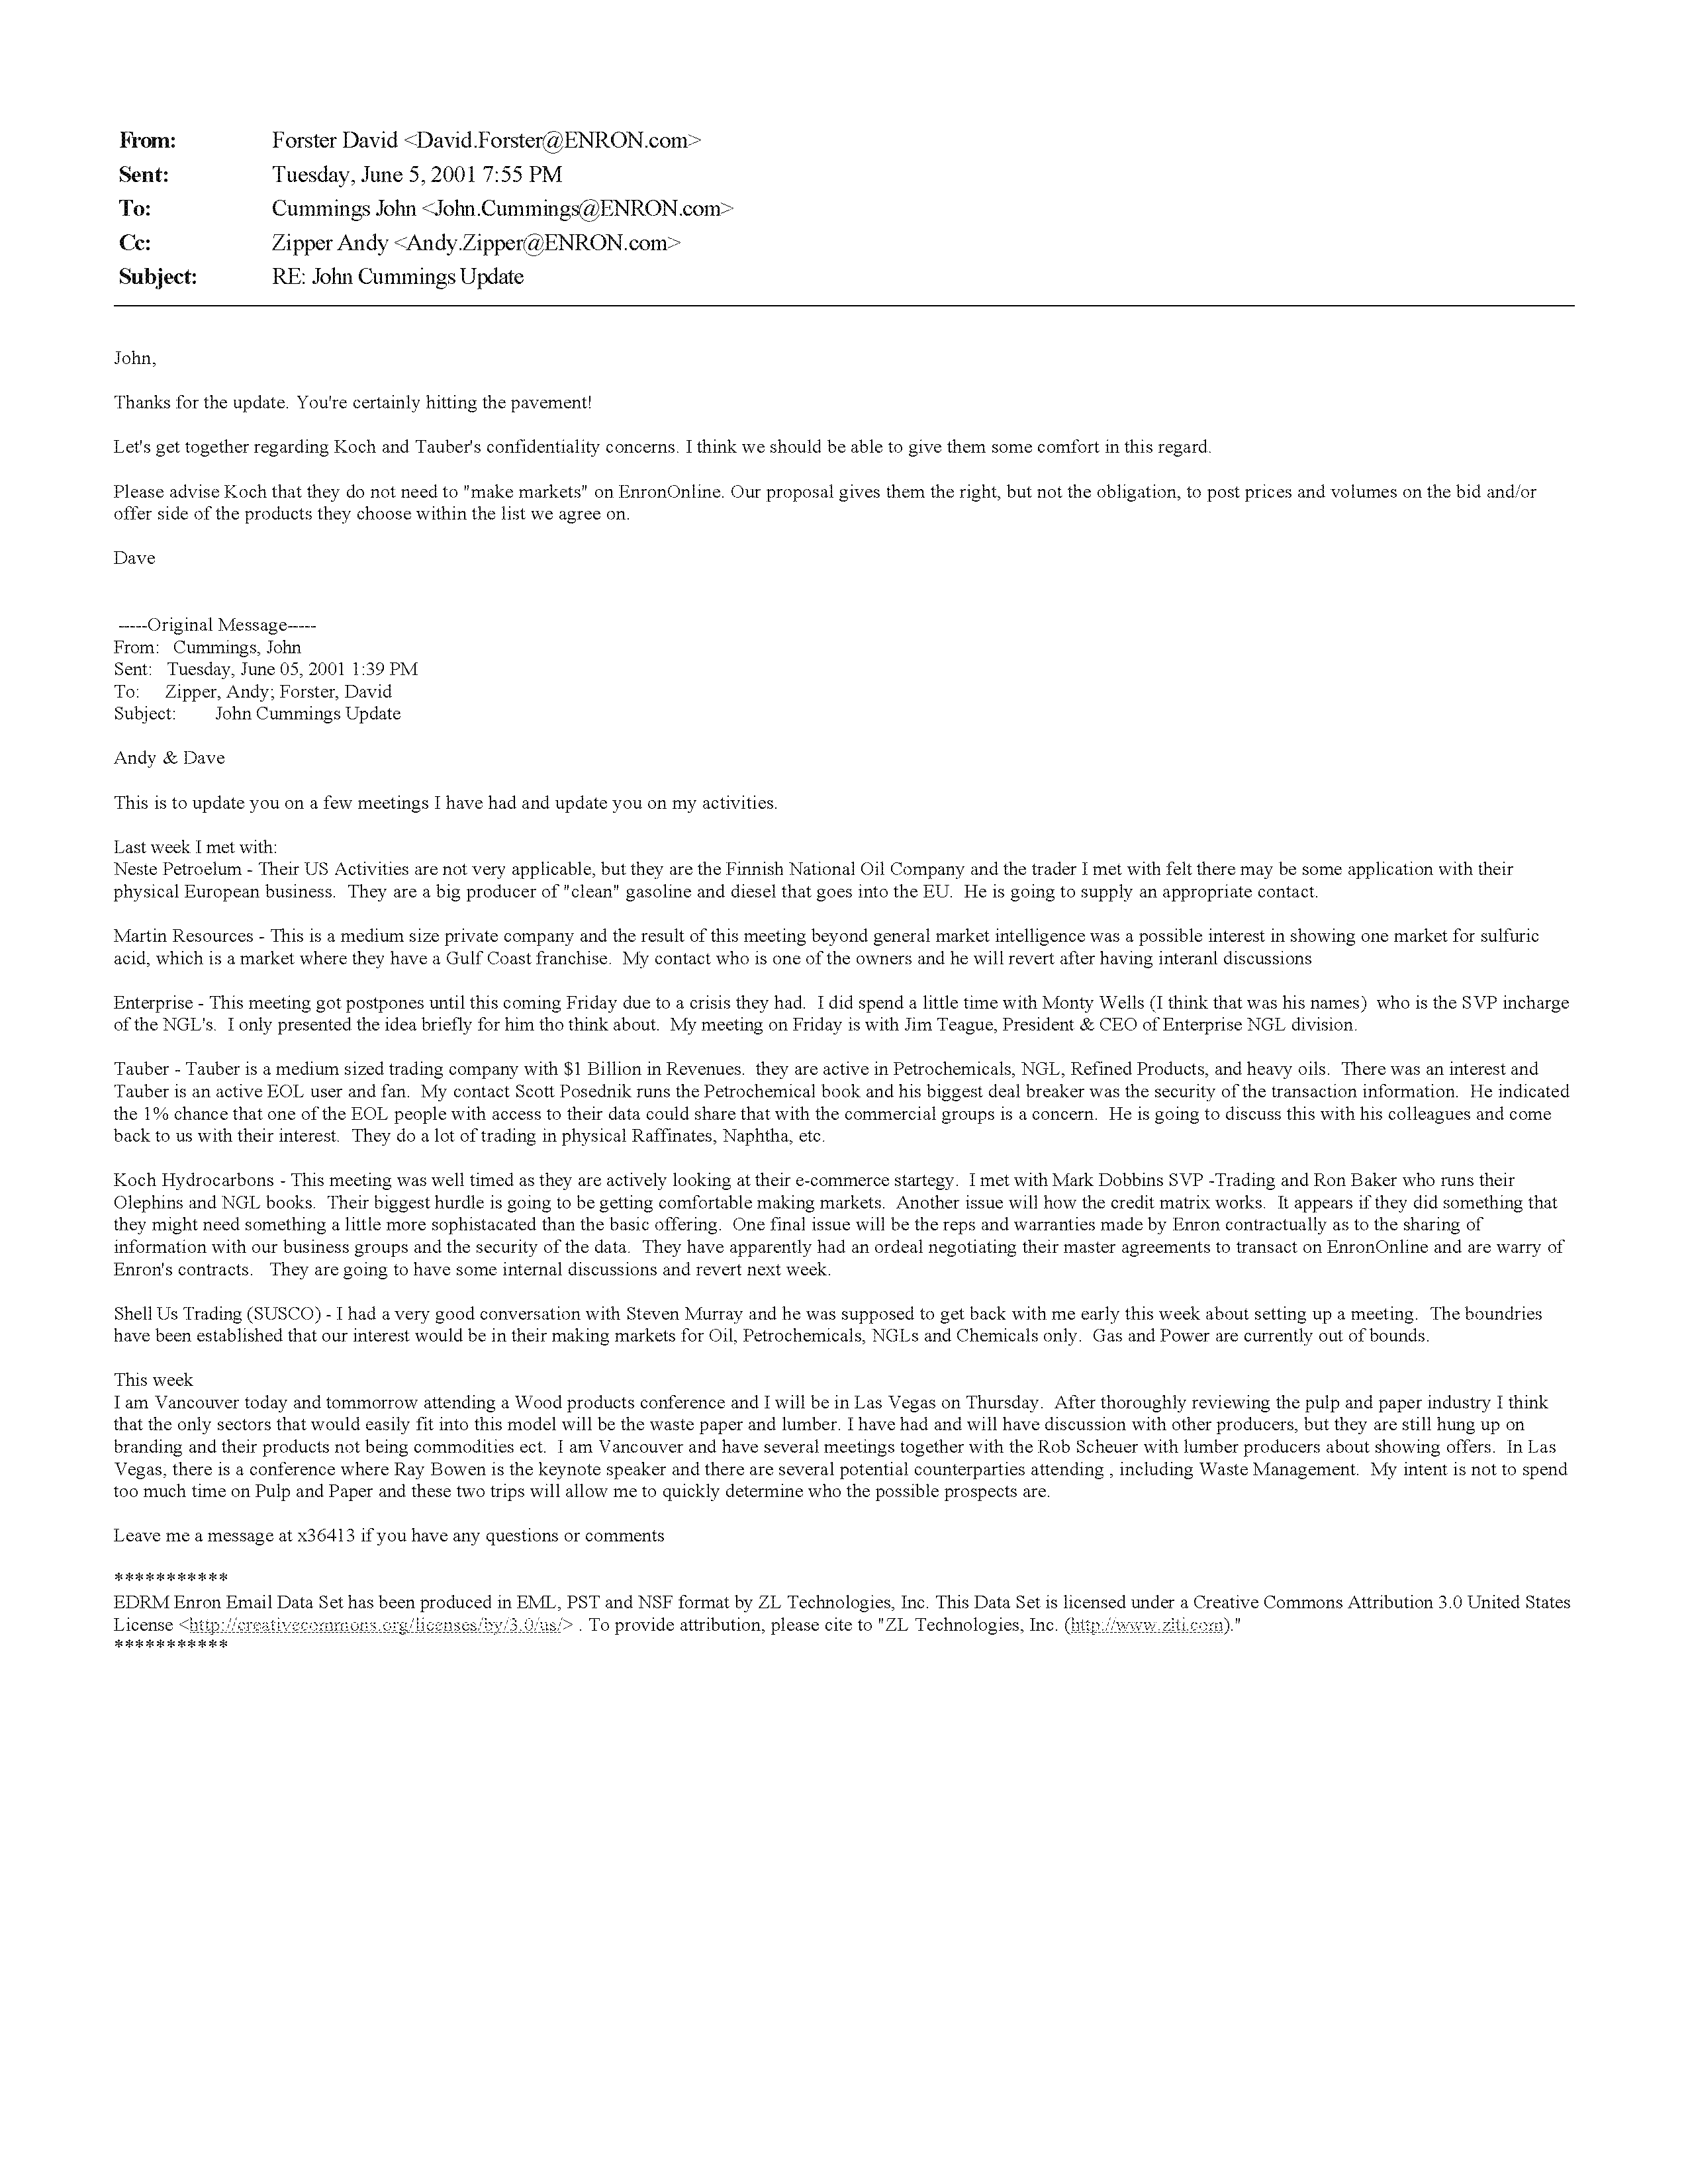 From: Forster David <David.Forster@ENRON.com>
Sent: Tuesday, June 5, 2001 7:55 PM
To: Cummings John <John.Cummings@ENRON.com>
Cc: Zipper Andy <Andy.Zipper@ENRON.com>
Subject: RE: John Cummings Update
John,
Thanks for the update. You're certainly hitting the pavement!
Let's get together regarding Koch and Tauber's confidentiality concerns. I think we should be able to give them some comfort in this regard.
Please advise Koch that they do not need to "make markets" on EnronOnline. Our proposal gives them the right, but not the obligation, to post prices and volumes on the bid and/or
offer side of the products they choose within the list we agree on.
Dave
-----Original Message-----
From: Cummings, John
Sent: Tuesday, June 05, 2001 1:39 PM
To: Zipper, Andy; Forster, David
Subject: John Cummings Update
Andy & Dave
This is to update you on a few meetings I have had and update you on my activities.
Last week I met with:
Neste Petroelum - Their US Activities are not very applicable, but they are the Finnish National Oil Company and the trader I met with felt there may be some application with their
physical European business. They are a big producer of "clean" gasoline and diesel that goes into the EU. He is going to supply an appropriate contact.
Martin Resources - This is a medium size private company and the result of this meeting beyond general market intelligence was a possible interest in showing one market for sulfuric
acid, which is a market where they have a Gulf Coast franchise. My contact who is one of the owners and he will revert after having interanl discussions
Enterprise - This meeting got postpones until this coming Friday due to a crisis they had. I did spend a little time with Monty Wells (I think that was his names) who is the SVP incharge
of the NGL's. I only presented the idea briefly for him tho think about. My meeting on Friday is with Jim Teague, President & CEO of Enterprise NGL division.
Tauber - Tauber is a medium sized trading company with $1 Billion in Revenues. they are active in Petrochemicals, NGL, Refined Products, and heavy oils. There was an interest and
Tauber is an active EOL user and fan. My contact Scott Posednik runs the Petrochemical book and his biggest deal breaker was the security of the transaction information. He indicated
the 1% chance that one of the EOL people with access to their data could share that with the commercial groups is a concern. He is going to discuss this with his colleagues and come
back to us with their interest. They do a lot of trading in physical Raffinates, Naphtha, etc.
Koch Hydrocarbons - This meeting was well timed as they are actively looking at their e-commerce startegy. I met with Mark Dobbins SVP -Trading and Ron Baker who runs their
Olephins and NGL books. Their biggest hurdle is going to be getting comfortable making markets. Another issue will how the credit matrix works. It appears if they did something that
they might need something a little more sophistacated than the basic offering. One final issue will be the reps and warranties made by Enron contractually as to the sharing of
information with our business groups and the security of the data. They have apparently had an ordeal negotiating their master agreements to transact on EnronOnline and are warry of
Enron's contracts. They are going to have some internal discussions and revert next week.
Shell Us Trading (SUSCO) - I had a very good conversation with Steven Murray and he was supposed to get back with me early this week about setting up a meeting. The boundries
have been established that our interest would be in their making markets for Oil, Petrochemicals, NGLs and Chemicals only. Gas and Power are currently out of bounds.
This week
I am Vancouver today and tommorrow attending a Wood products conference and I will be in Las Vegas on Thursday. After thoroughly reviewing the pulp and paper industry I think
that the only sectors that would easily fit into this model will be the waste paper and lumber. I have had and will have discussion with other producers, but they are still hung up on
branding and their products not being commodities ect. I am Vancouver and have several meetings together with the Rob Scheuer with lumber producers about showing offers. In Las
Vegas, there is a conference where Ray Bowen is the keynote speaker and there are several potential counterparties attending , including Waste Management. My intent is not to spend
too much time on Pulp and Paper and these two trips will allow me to quickly determine who the possible prospects are.
Leave me a message at x36413 if you have any questions or comments
***********
EDRM Enron Email Data Set has been produced in EML, PST and NSF format by ZL Technologies, Inc. This Data Set is licensed under a Creative Commons Attribution 3.0 United States
License <http://creativecommons.org/licenses/by/3.0/us/> . To provide attribution, please cite to "ZL Technologies, Inc. (http://www.zlti.com)."
***********